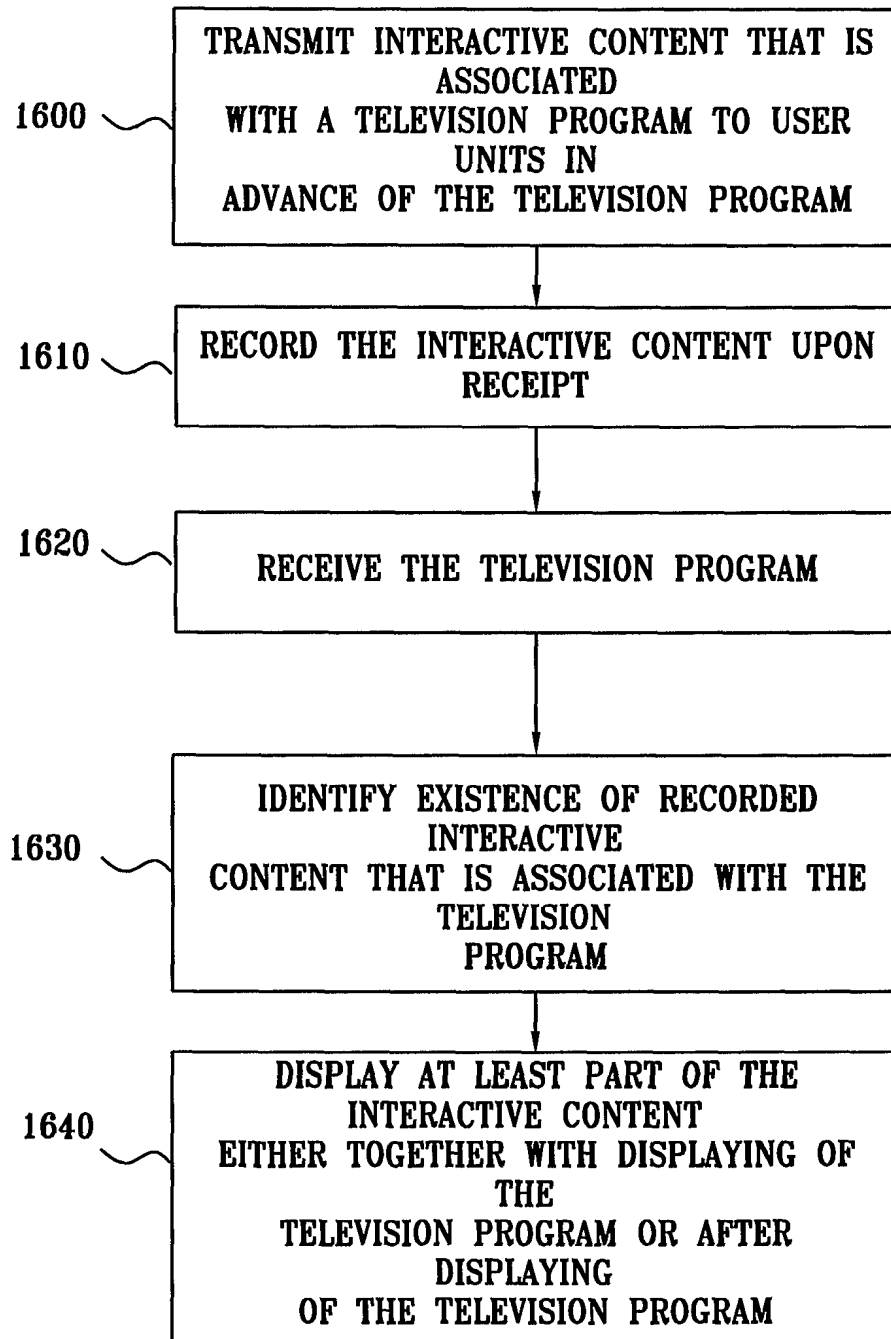 TRANSMIT INTERACTIVE CONTENT THAT IS
ASSOCIATED
1600
WITH A TELEVISION PROGRAM TO USER
UNITS IN
ADVANCE OF THE TELEVISION PROGRAM
1610
RECORD THE INTERACTIVE CONTENT UPON
RECEIPT
1620
RECEIVE THE TELEVISION PROGRAM
IDENTIFY EXISTENCE OF RECORDED
INTERACTIVE
1630
CONTENT THAT IS ASSOCIATED WITH THE
TELEVISION
PROGRAM
DISPLAY AT LEAST PART OF THE
INTERACTIVE CONTENT
1640
EITHER TOGETHER WITH DISPLAYING OF
THE
TELEVISION PROGRAM OR AFTER
DISPLAYING
OF THE TELEVISION PROGRAM